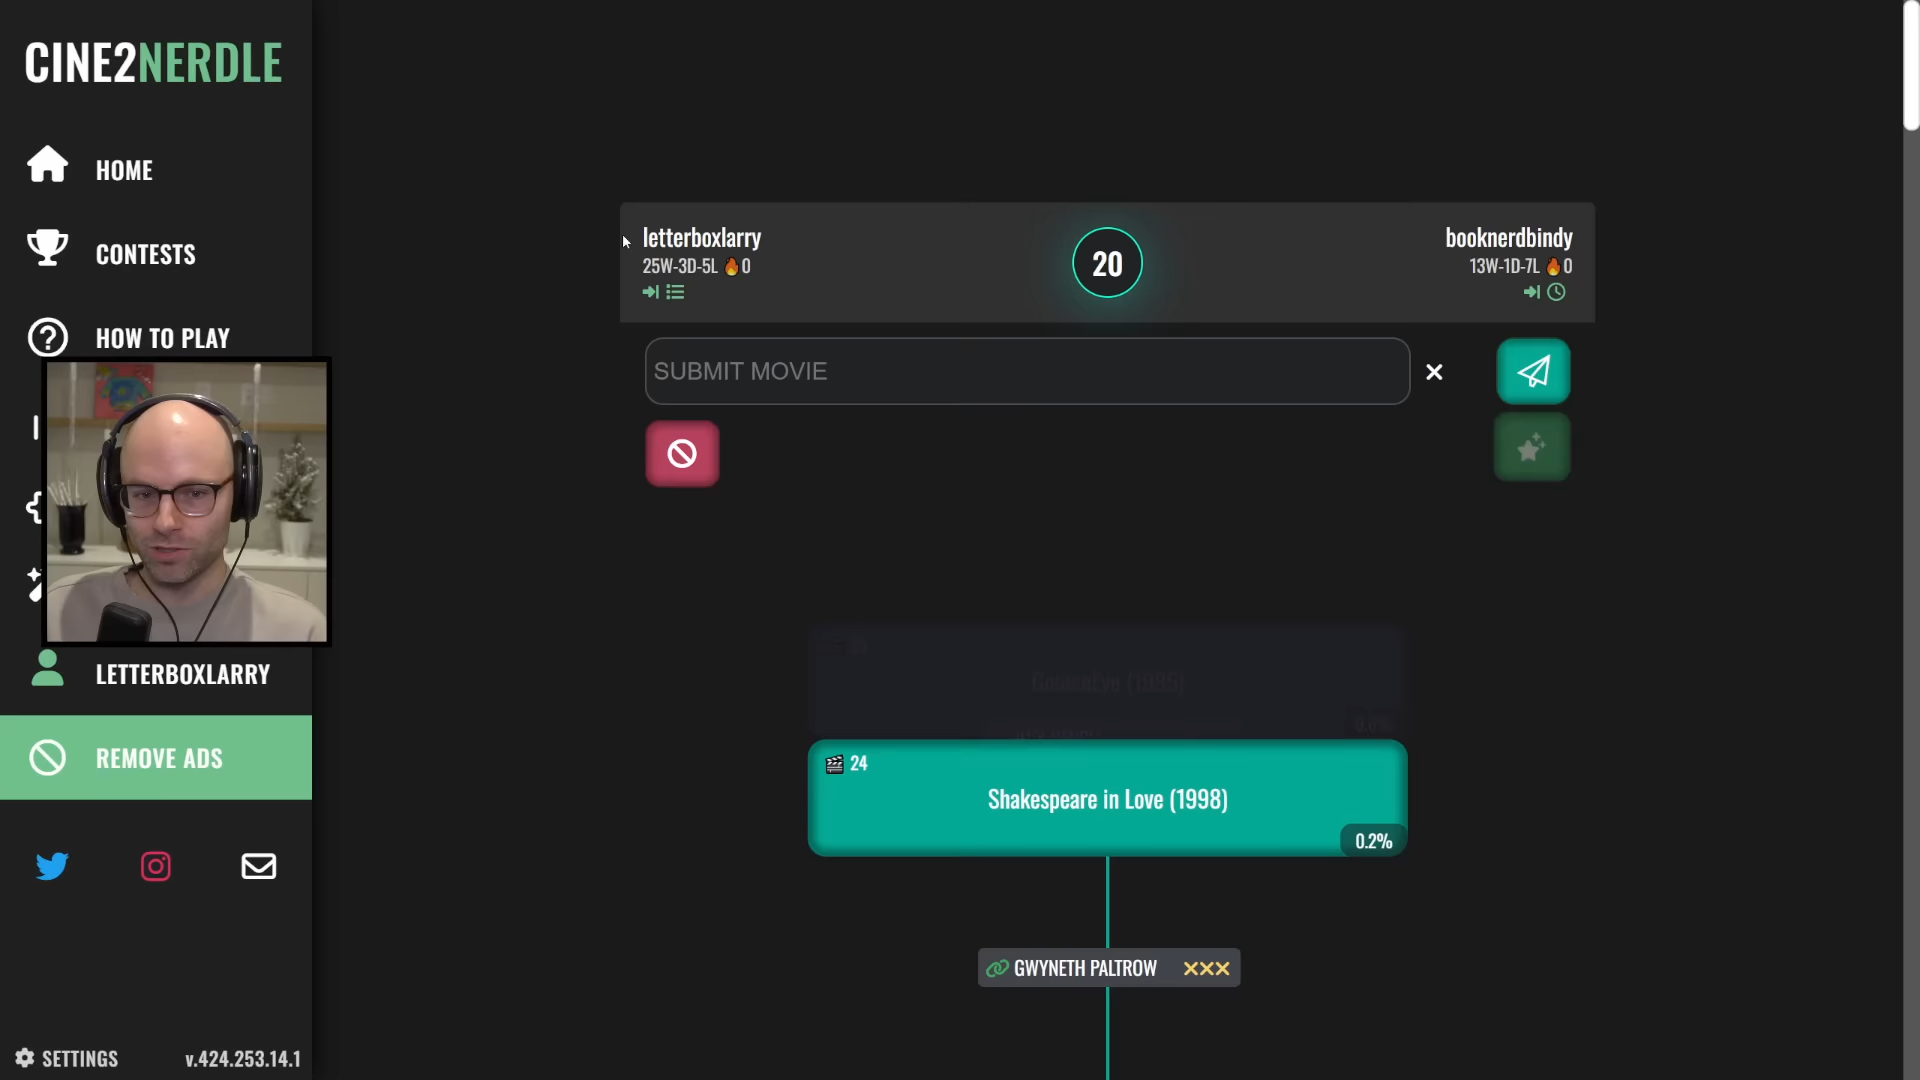 CINE2NERDLE
HOME
CONTESTS
HOW TO PLAY
LETTERBOXLARRY
REMOVE ADS
SETTINGS
v.424.253.14.1
letterboxlarry
25W-3D-5L 🔥0
20
booknerdbindy
13W-1D-7L 🔥0
SUBMIT MOVIE
24
Shakespeare in Love (1998)
0.2%
GWYNETH PALTROW